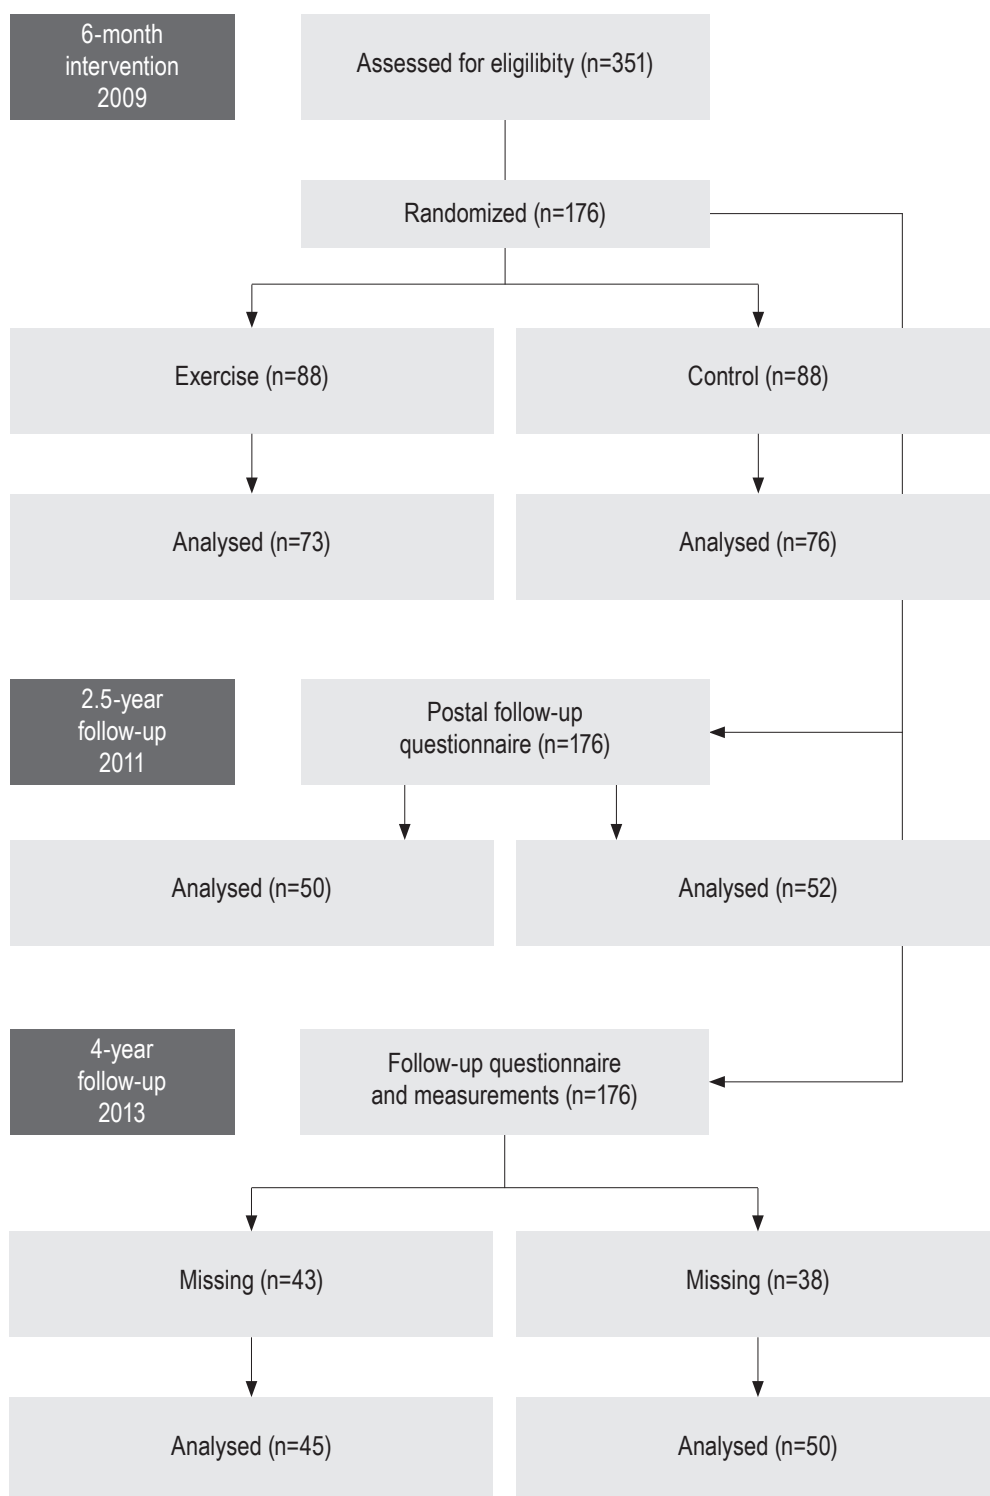 6-month
intervention
2009
Assessed for eligilibity (n=351)
Randomized (n=176)
Exercise (n=88)
Control (n=88)
Analysed (n=73)
Analysed (n=76)
2.5-year
follow-up
2011
Postal follow-up
questionnaire (n=176)
Analysed (n=50)
Analysed (n=52)
4-year
follow-up
2013
Follow-up questionnaire
and measurements (n=176)
Missing (n=43)
Missing (n=38)
Analysed (n=45)
Analysed (n=50)